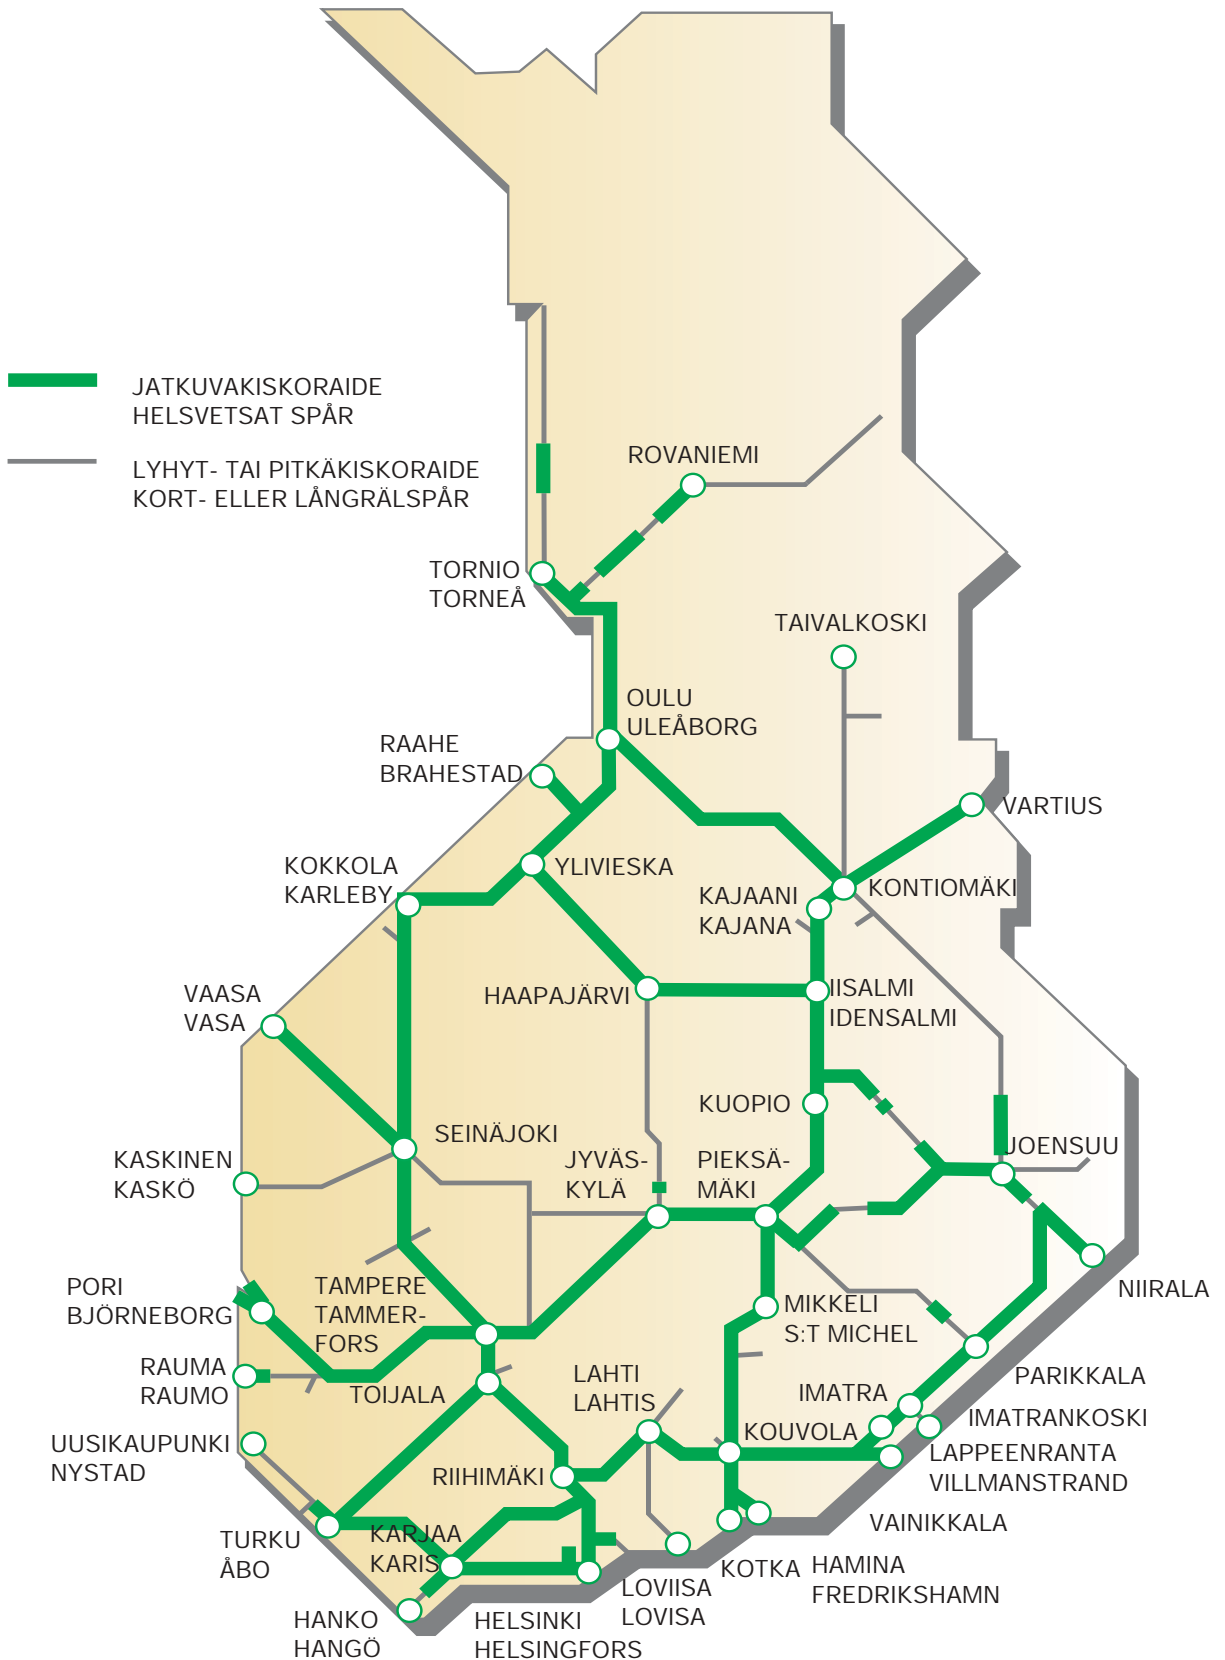 JATKUVAKISKORAIDE
HELSVETSAT SPÅR
LYHYT- TAI PITKÄKISKORAIDE
KORT- ELLER LÅNGRÄLSPÅR
ROVANIEMI
TORNIO
TORNEÅ
TAIVALKOSKI
OULU
ULEÅBORG
RAAHE
BRAHESTAD
VARTIUS
KOKKOLA
KARLEBY
YLIVIESKA
KAJAANI
KAJANA
KONTIOMÄKI
VAASA
VASA
HAAPAJÄRVI
IISALMI
IDENSALMI
KUOPIO
SEINÄJOKI
JOENSUU
KASKINEN
KASKÖ
JYVÄS-
KYLÄ
PIEKSÄ-
MÄKI
PORI
BJÖRNEBORG
TAMPERE
TAMMER-
FORS
MIKKELI
S:T MICHEL
NIIRALA
RAUMA
RAUMO
TOIJALA
LAHTI
LAHTIS
PARIKKALA
IMATRA
IMATRANKOSKI
UUSIKAUPUNKI
NYSTAD
RIIHIMÄKI
KOUVOLA
LAPPEENRANTA
VILLMANSTRAND
VAINIKKALA
TURKU
ÅBO
KARJAA
KARIS
KOTKA
HAMINA
FREDRIKSHAMN
LOVIISA
LOVISA
HANKO
HANGÖ
HELSINKI
HELSINGFORS